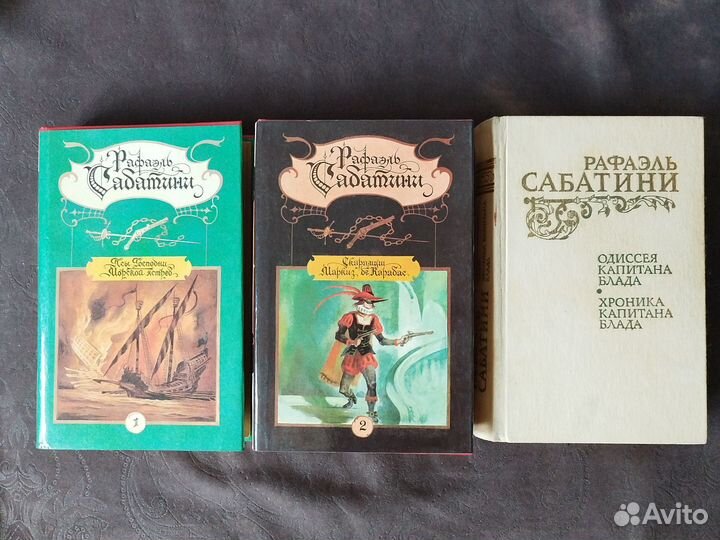 Рафаэль
Сабатини
Псы Господни
Морской ястреб
1
Рафаэль
Сабатини
Скарамуш
Маркиз де Карабас
2
САБАТИНИ
РАФАЭЛЬ
САБАТИНИ
ОДИССЕЯ
КАПИТАНА
БЛАДА
•
ХРОНИКА
КАПИТАНА
БЛАДА
Avito